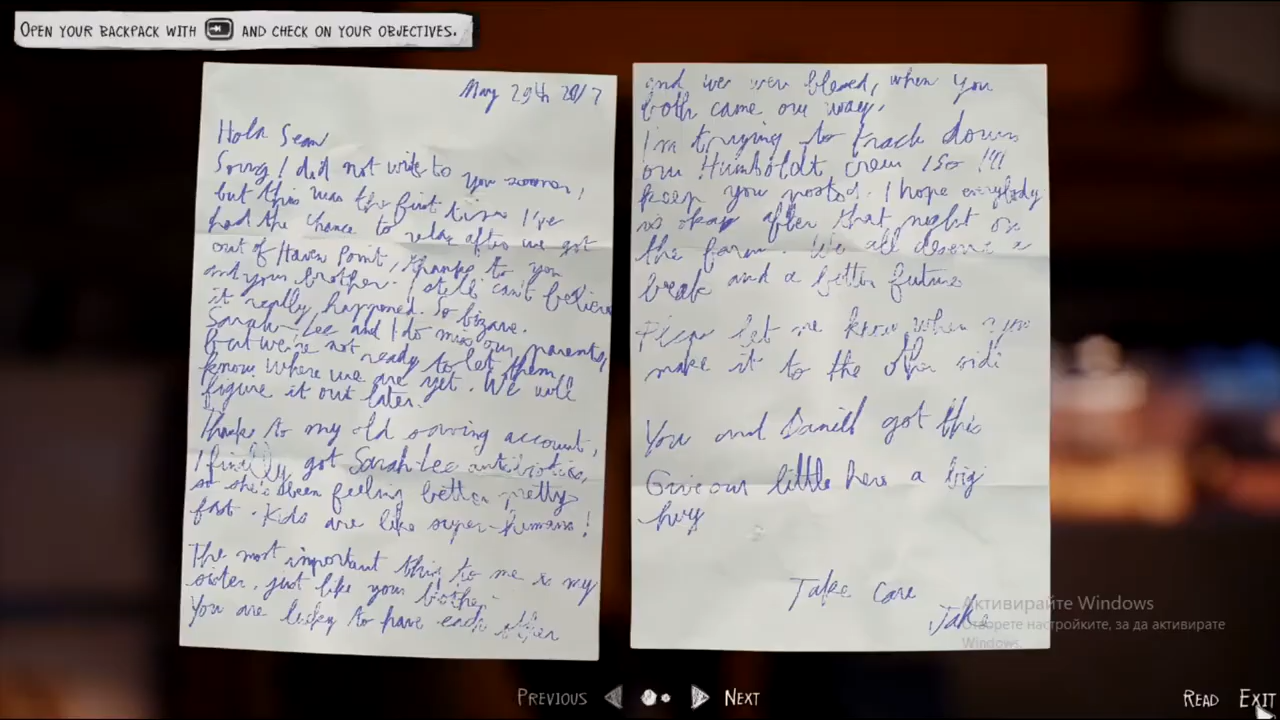 OPEN YOUR BACKPACK WITH AND CHECK ON YOUR OBJECTIVES.
May 29th 2017
Hola Sean
Sorry I did not write to you sooner,
but this was the first time I've
had the chance to relax after we got
out of Haven Point, thanks to you
and your brother. I still can't believe
it really happened. So bizare.
Sarah-Lee and I do miss our parents,
but we're not ready to let them
know where we are yet. We will
figure it out later.
Thanks to my old saving account,
I finally got Sarah-Lee antibiotics,
so she's been feeling better pretty
fast. Kids are like super-humans!
The most important thing to me is my
sister, just like your brother.
You are lucky to have each other
and we were blessed, when you
both came our way.
I'm trying to track down
our Humboldt crew, so I'll
keep you posted. I hope everybody
is okay after that night on
the farm. We all deserve a
break and a better future
Please let me know when you
make it to the other side
You and Daniel got this
Give our little hero a big
hug
Take care
Jake
Активирайте Windows
Отворете настройките, за да активирате
Windows.
PREVIOUS
NEXT
READ
EXIT